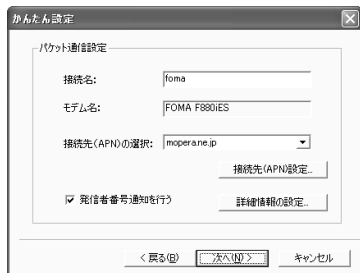 かんたん設定
パケット通信設定
接続名: foma
モデム名: FOMA F880iES
接続先(APN)の選択: mopera.ne.jp
接続先(APN)設定...
発信者番号通知を行う 詳細情報の設定...
< 戻る(B) 次へ(N) > キャンセル